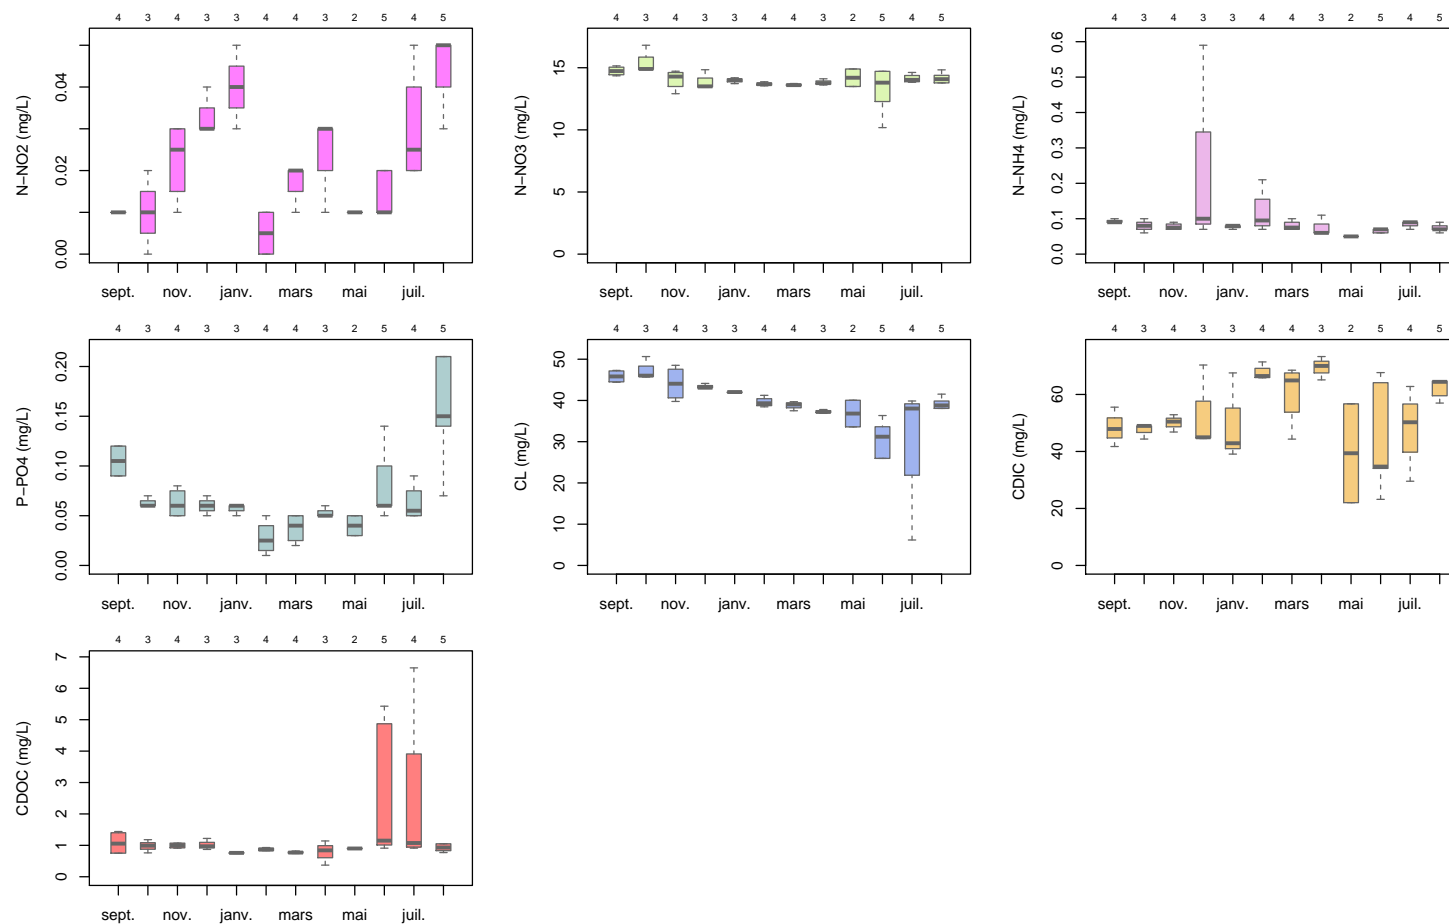 4 3 4 3 3 4 4 3 2 5 4 5
N−NO2 (mg/L)
0.00 0.02 0.04
sept. nov. janv. mars mai juil.
4 3 4 3 3 4 4 3 2 5 4 5
N−NO3 (mg/L)
0 5 10 15
sept. nov. janv. mars mai juil.
4 3 4 3 3 4 4 3 2 5 4 5
N−NH4 (mg/L)
0.0 0.1 0.2 0.3 0.4 0.5 0.6
sept. nov. janv. mars mai juil.
4 3 4 3 3 4 4 3 2 5 4 5
P−PO4 (mg/L)
0.00 0.05 0.10 0.15 0.20
sept. nov. janv. mars mai juil.
4 3 4 3 3 4 4 3 2 5 4 5
CL (mg/L)
0 10 20 30 40 50
sept. nov. janv. mars mai juil.
4 3 4 3 3 4 4 3 2 5 4 5
CDIC (mg/L)
0 20 40 60
sept. nov. janv. mars mai juil.
4 3 4 3 3 4 4 3 2 5 4 5
CDOC (mg/L)
0 1 2 3 4 5 6 7
sept. nov. janv. mars mai juil.